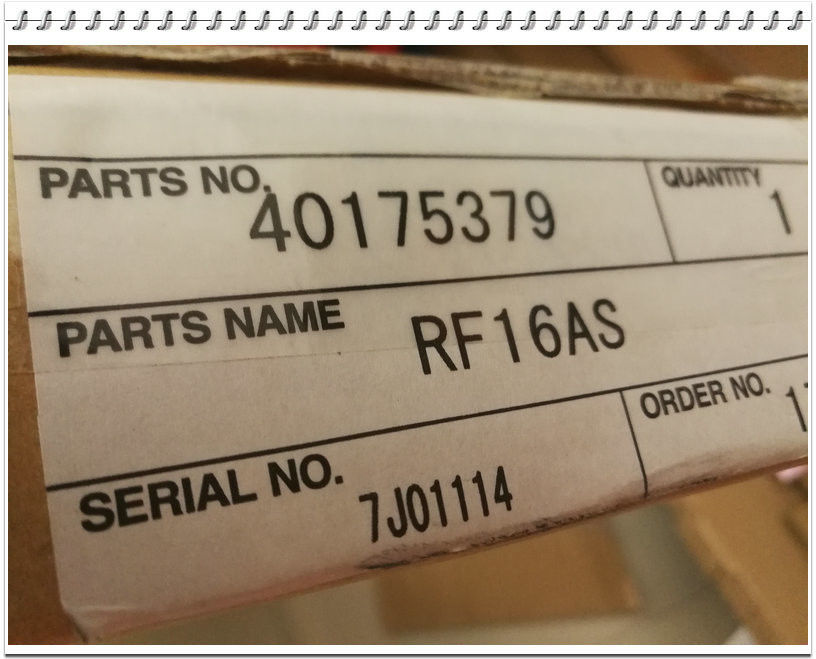 PARTS NO. 40175379
QUANTITY 1
PARTS NAME RF16AS
SERIAL NO. 7J01114
ORDER NO.